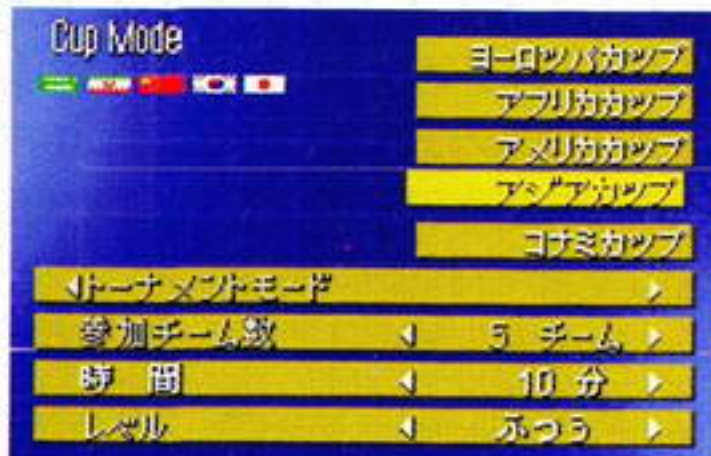 Cup Mode
ヨーロッパカップ
アフリカカップ
アメリカカップ
アジアカップ
コナミカップ
トーナメントモード
参加チーム数 5 チーム
時 間 10 分
レベル ふつう